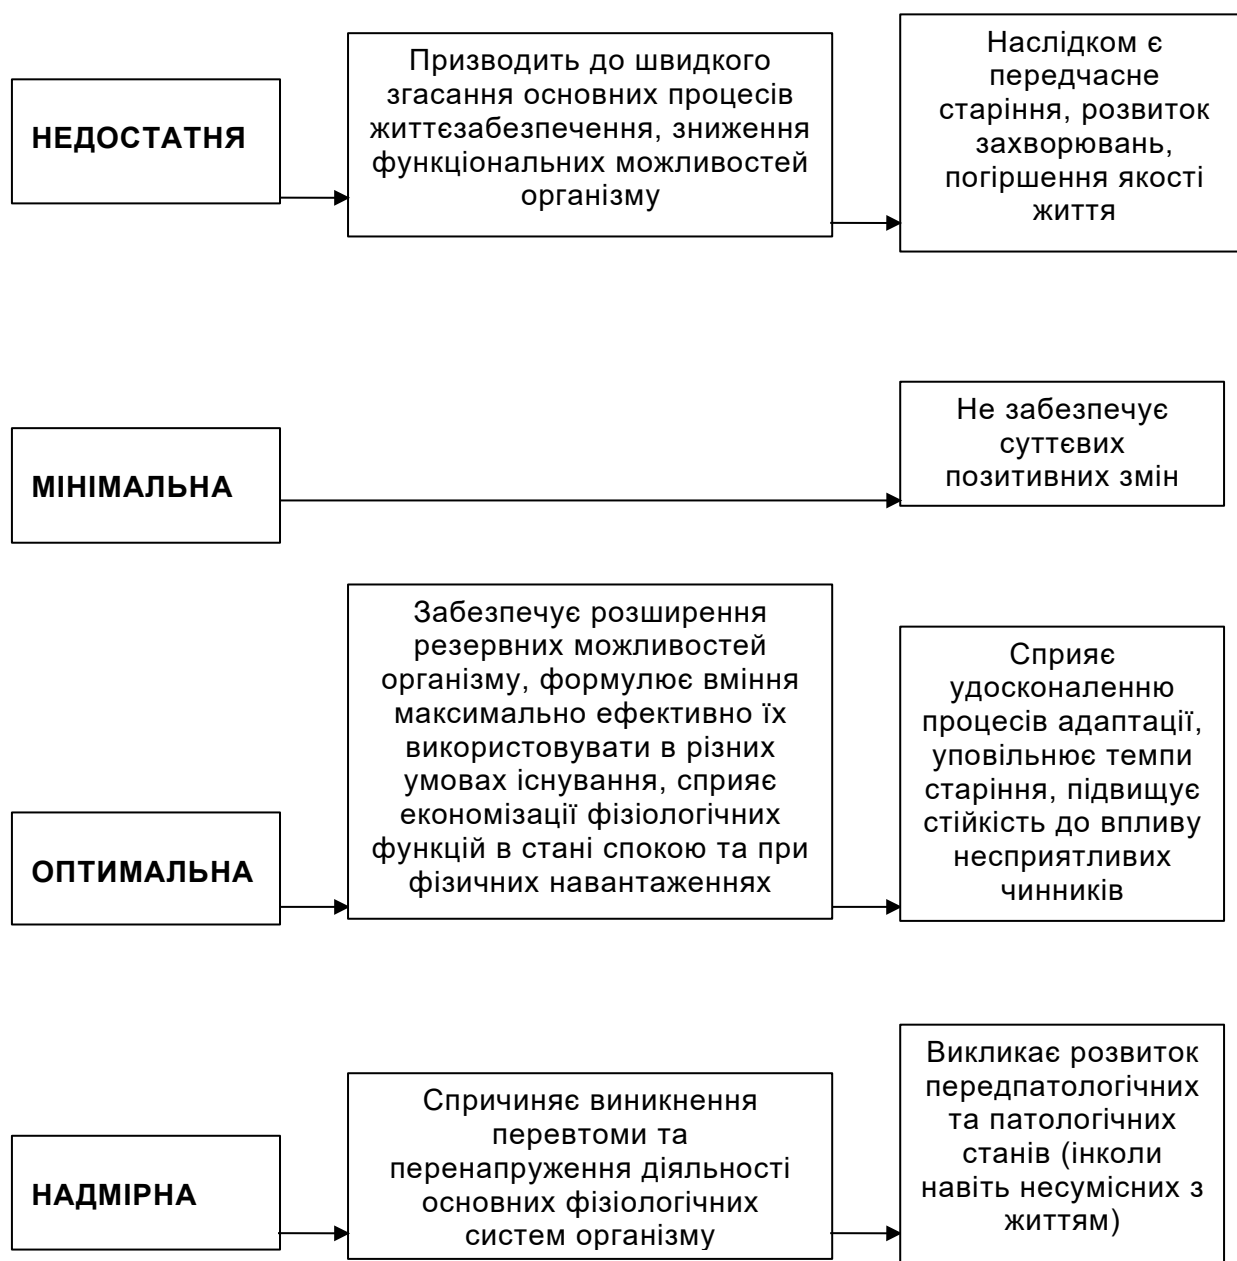 НЕДОСТАТНЯ
Призводить до швидкого
згасання основних процесів
життєзабезпечення, зниження
функціональних можливостей
організму
Наслідком є
передчасне
старіння, розвиток
захворювань,
погіршення якості
життя
МІНІМАЛЬНА
Не забезпечує
суттєвих
позитивних змін
ОПТИМАЛЬНА
Забезпечує розширення
резервних можливостей
організму, формулює вміння
максимально ефективно їх
використовувати в різних
умовах існування, сприяє
економізації фізіологічних
функцій в стані спокою та при
фізичних навантаженнях
Сприяє
удосконаленню
процесів адаптації,
уповільнює темпи
старіння, підвищує
стійкість до впливу
несприятливих
чинників
НАДМІРНА
Спричиняє виникнення
перевтоми та
перенапруження діяльності
основних фізіологічних
систем організму
Викликає розвиток
передпатологічних
та патологічних
станів (інколи
навіть несумісних з
життям)